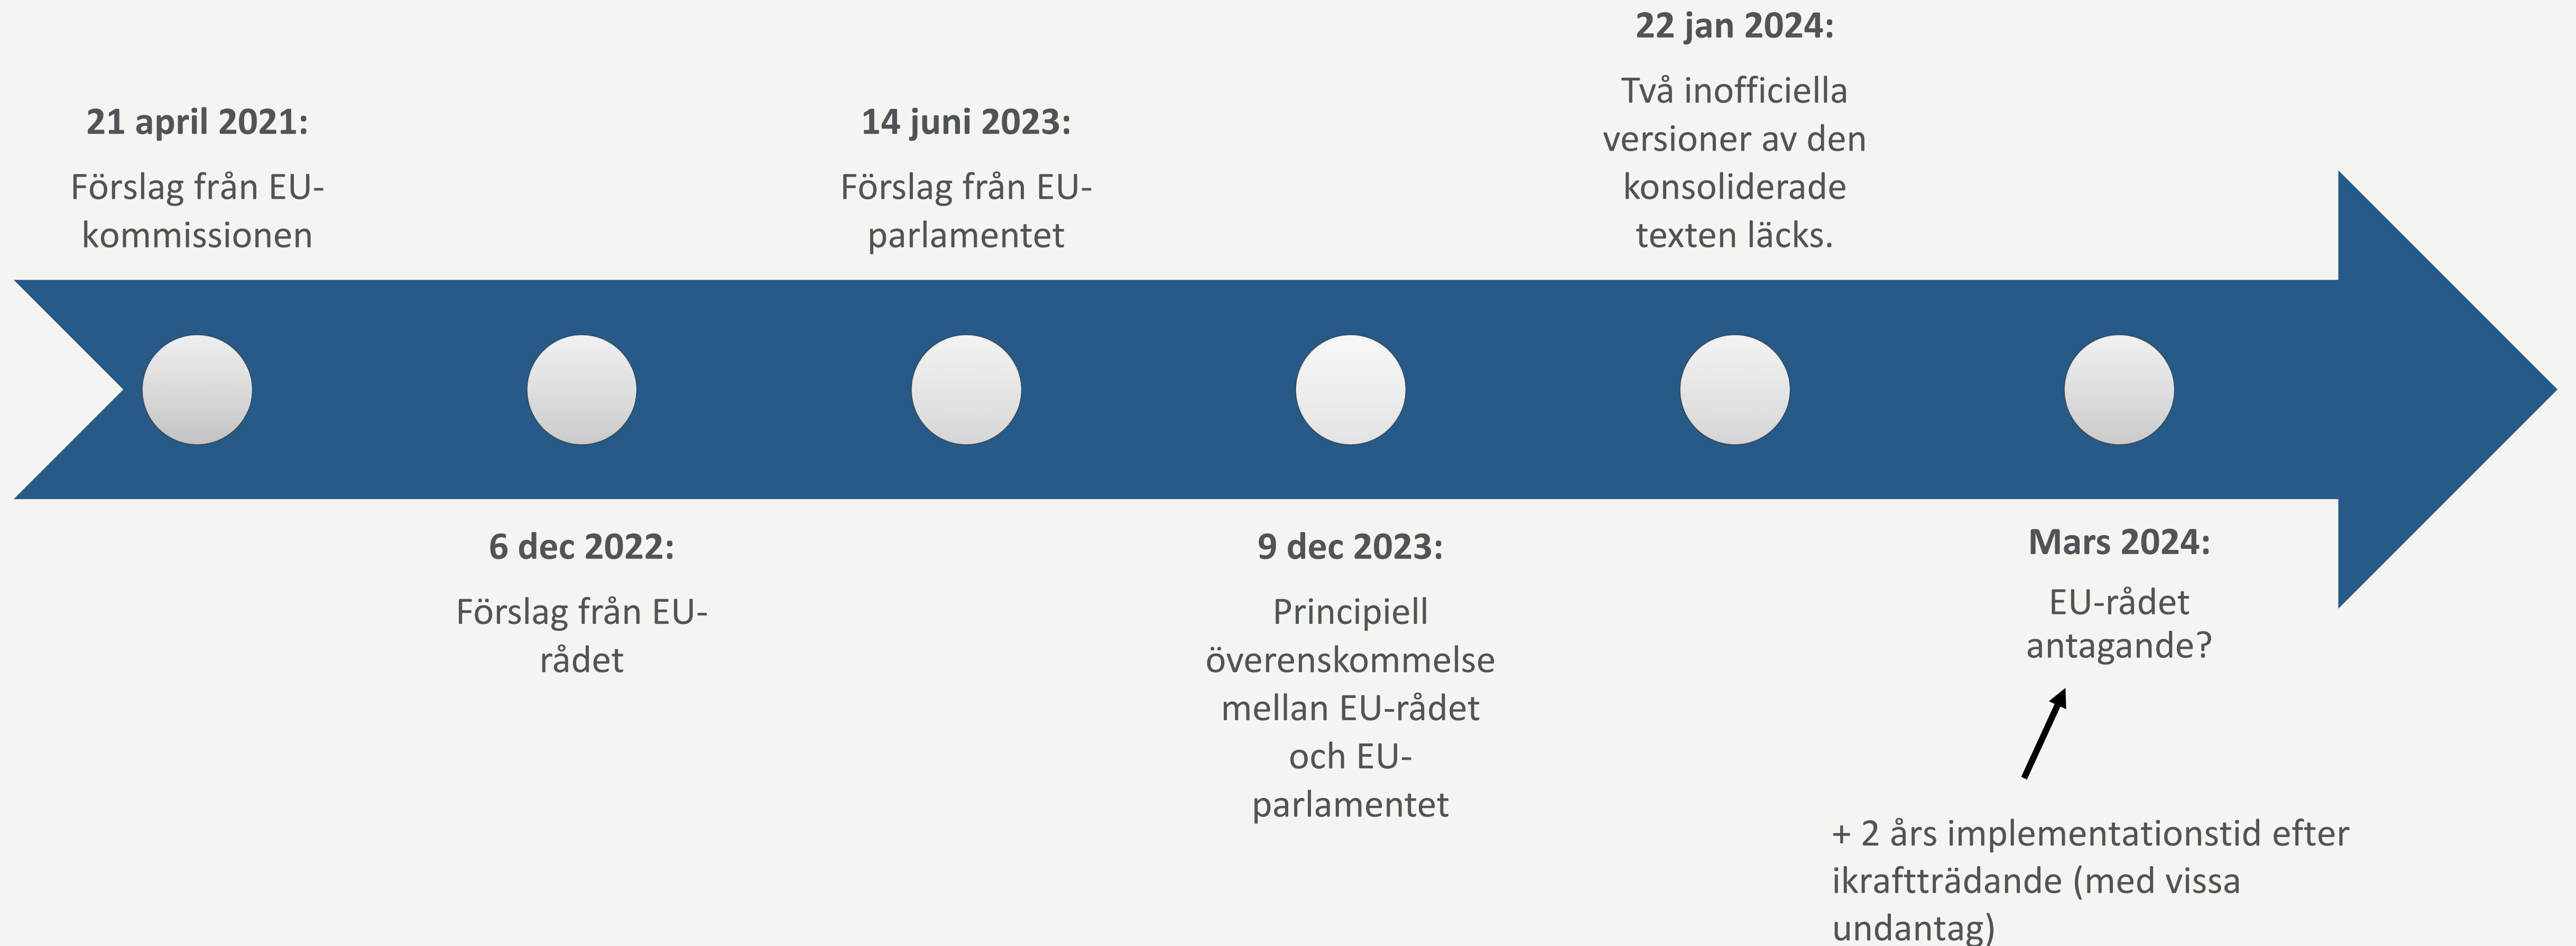 21 april 2021:
Förslag från EU-
kommissionen
6 dec 2022:
Förslag från EU-
rådet
14 juni 2023:
Förslag från EU-
parlamentet
9 dec 2023:
Principiell
överenskommelse
mellan EU-rådet
och EU-
parlamentet
22 jan 2024:
Två inofficiella
versioner av den
konsoliderade
texten läcks.
Mars 2024:
EU-rådet
antagande?
+ 2 års implementationstid efter
ikraftträdande (med vissa
undantag)